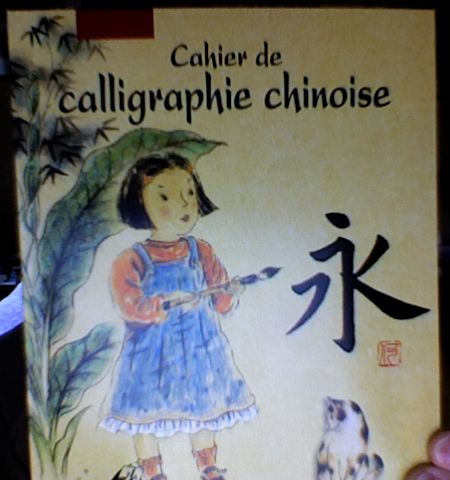 Cahier de
calligraphie chinoise
永